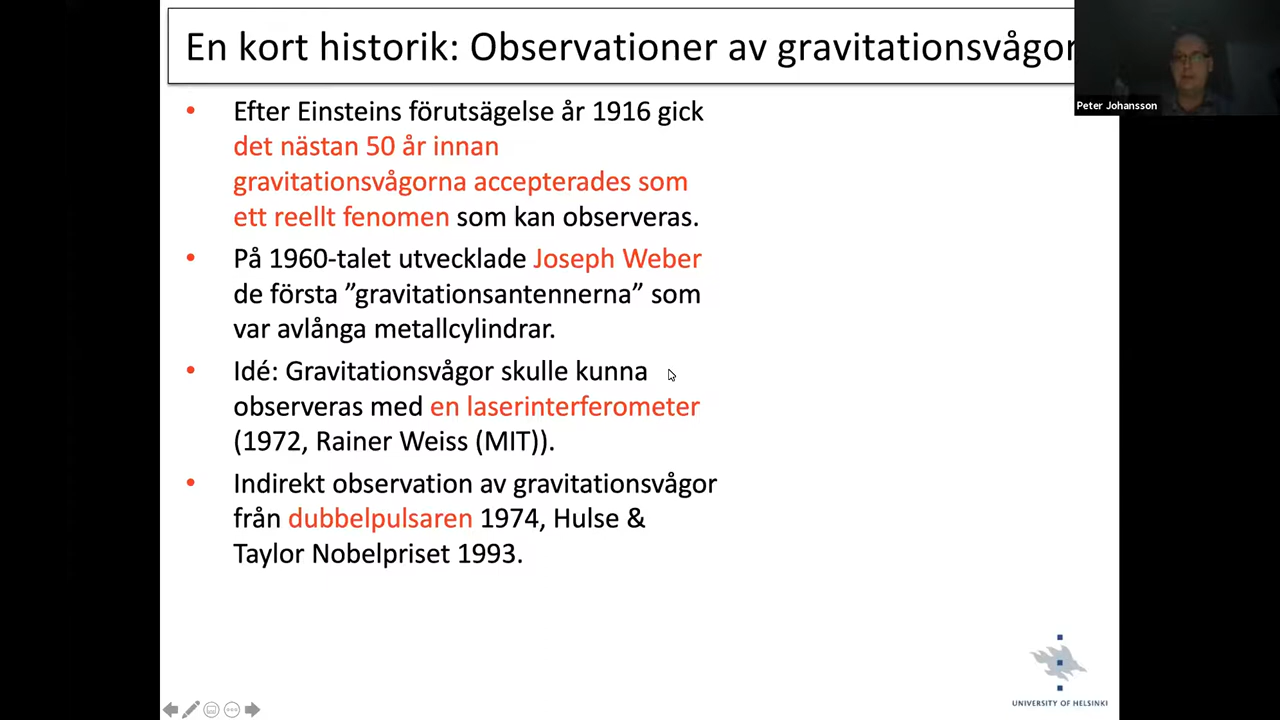 En kort historik: Observationer av gravitationsvågor
Peter Johansson
• Efter Einsteins förutsägelse år 1916 gick
det nästan 50 år innan
gravitationsvågorna accepterades som
ett reellt fenomen som kan observeras.
• På 1960-talet utvecklade Joseph Weber
de första ”gravitationsantennerna” som
var avlånga metallcylindrar.
• Idé: Gravitationsvågor skulle kunna
observeras med en laserinterferometer
(1972, Rainer Weiss (MIT)).
• Indirekt observation av gravitationsvågor
från dubbelpulsaren 1974, Hulse &
Taylor Nobelpriset 1993.
UNIVERSITY OF HELSINKI